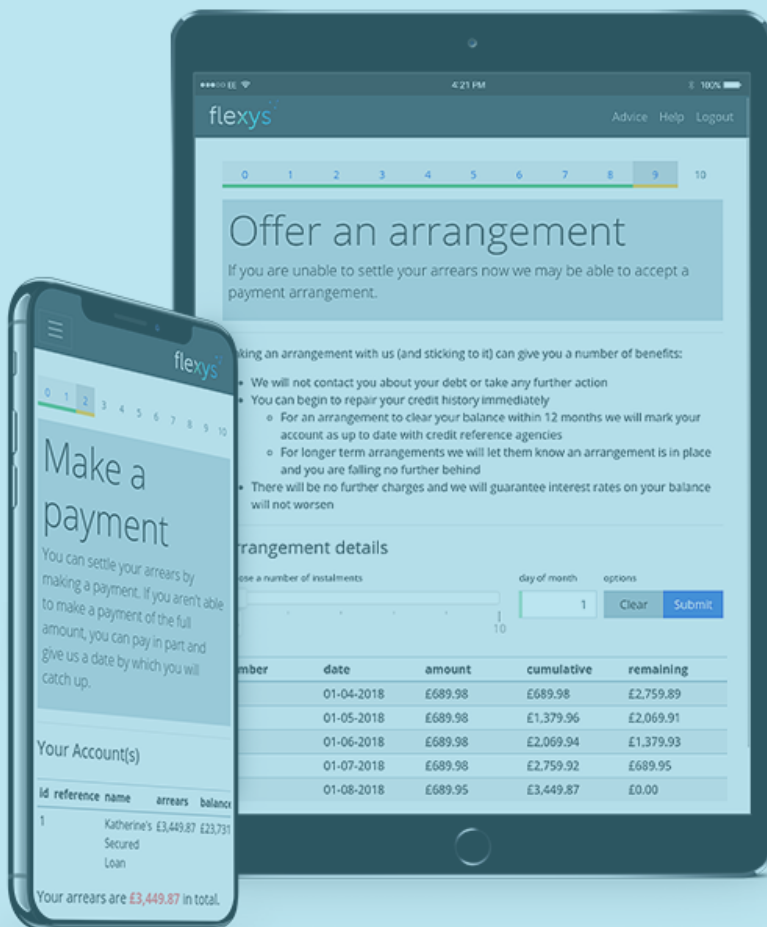 EE
4:21 PM
100%
flexys
Advice Help Logout
0 1 2 3 4 5 6 7 8 9 10
Offer an arrangement
If you are unable to settle your arrears now we may be able to accept a
payment arrangement.
king an arrangement with us (and sticking to it) can give you a number of benefits:
We will not contact you about your debt or take any further action
You can begin to repair your credit history immediately
For an arrangement to clear your balance within 12 months we will mark your
account as up to date with credit reference agencies
For longer term arrangements we will let them know an arrangement is in place
and you are falling no further behind
There will be no further charges and we will guarantee interest rates on your balance
will not worsen
rrangement details
ose a number of instalments
day of month
options
10
1
Clear
Submit
mber date amount cumulative remaining
01-04-2018 £689.98 £689.98 £2,759.89
01-05-2018 £689.98 £1,379.96 £2,069.91
01-06-2018 £689.98 £2,069.94 £1,379.93
01-07-2018 £689.98 £2,759.92 £689.95
01-08-2018 £689.95 £3,449.87 £0.00
flexys
0 1 2 3 4 5 6 7 8 9 10
Make a
payment
You can settle your arrears by
making a payment. If you aren't able
to make a payment of the full
amount, you can pay in part and
give us a date by which you will
catch up.
Your Account(s)
id reference name arrears balance
1 Katherine's £3,449.87 £23,731
Secured
Loan
Your arrears are £3,449.87 in total.